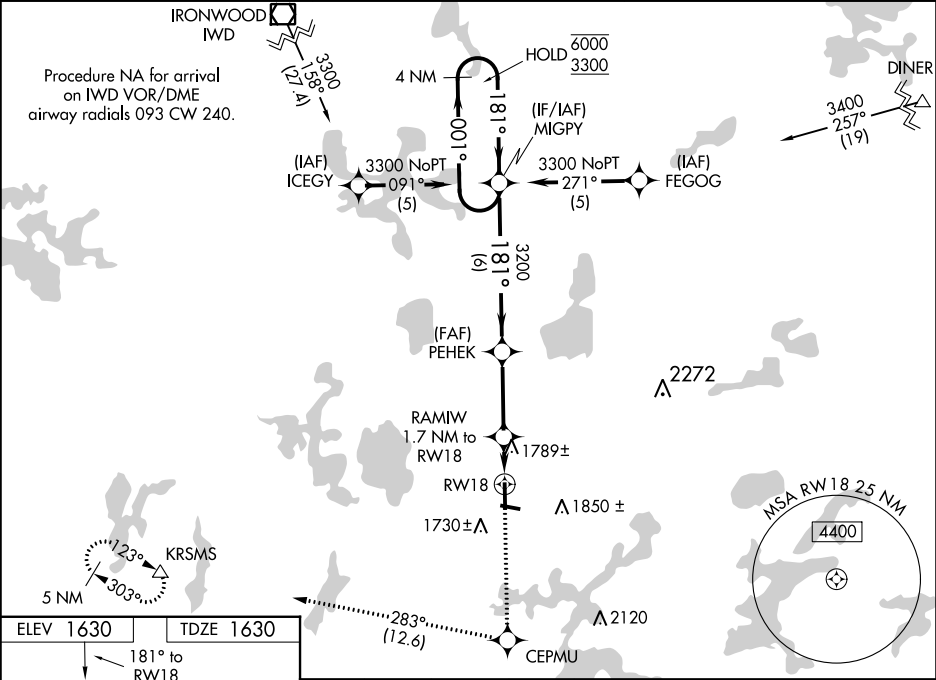 IRONWOOD
IWD
3300
158°
(27.4)
Procedure NA for arrival
on IWD VOR/DME
airway radials 093 CW 240.
4 NM
HOLD 6000
3300
001°
181°
(IF/IAF)
MIGPY
DINER
3400
257°
(19)
(IAF)
ICEGY
3300 NoPT
091°
(5)
3300 NoPT
271°
(5)
(IAF)
FEGOG
3200
181°
(6)
(FAF)
PEHEK
2272
RAMIW
1.7 NM to
RW18
1789±
RW18
1850 ±
1730±
MSA RW18 25 NM
4400
123°
303°
KRSMS
5 NM
283°
(12.6)
2120
CEPMU
ELEV 1630
TDZE 1630
181° to
RW18